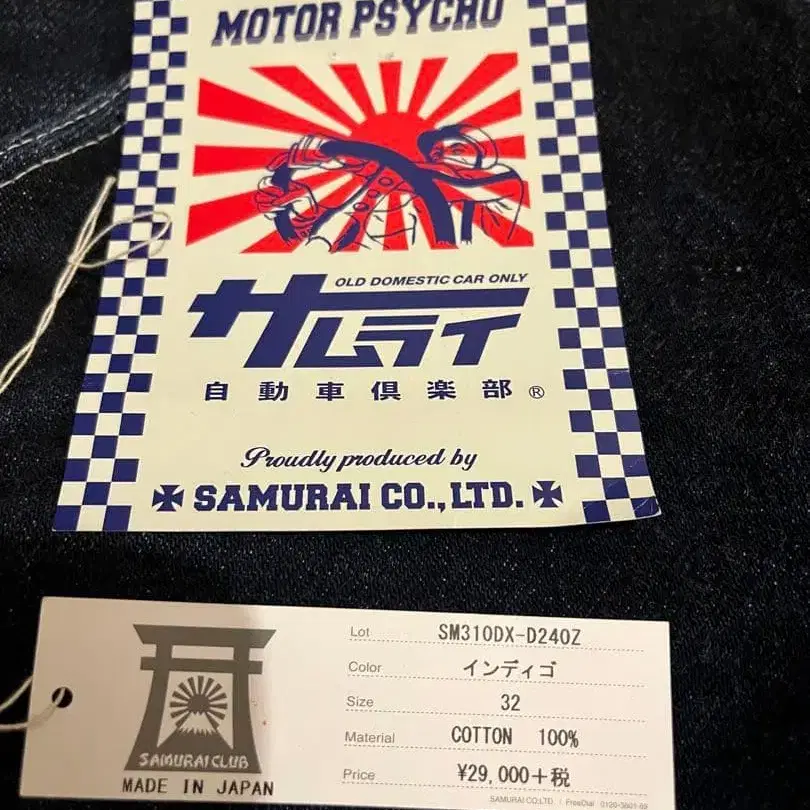 MOTOR PSYCHO
OLD DOMESTIC CAR ONLY
サムライ
自動車倶楽部®
Proudly produced by
✠ SAMURAI CO., LTD. ✠
Lot SM310DX-D240Z
Color インディゴ
Size 32
Material COTTON 100%
Price ¥29,000+税
SAMURAI CLUB
MADE IN JAPAN
SAMURAI CO.,LTD. / FreeDial